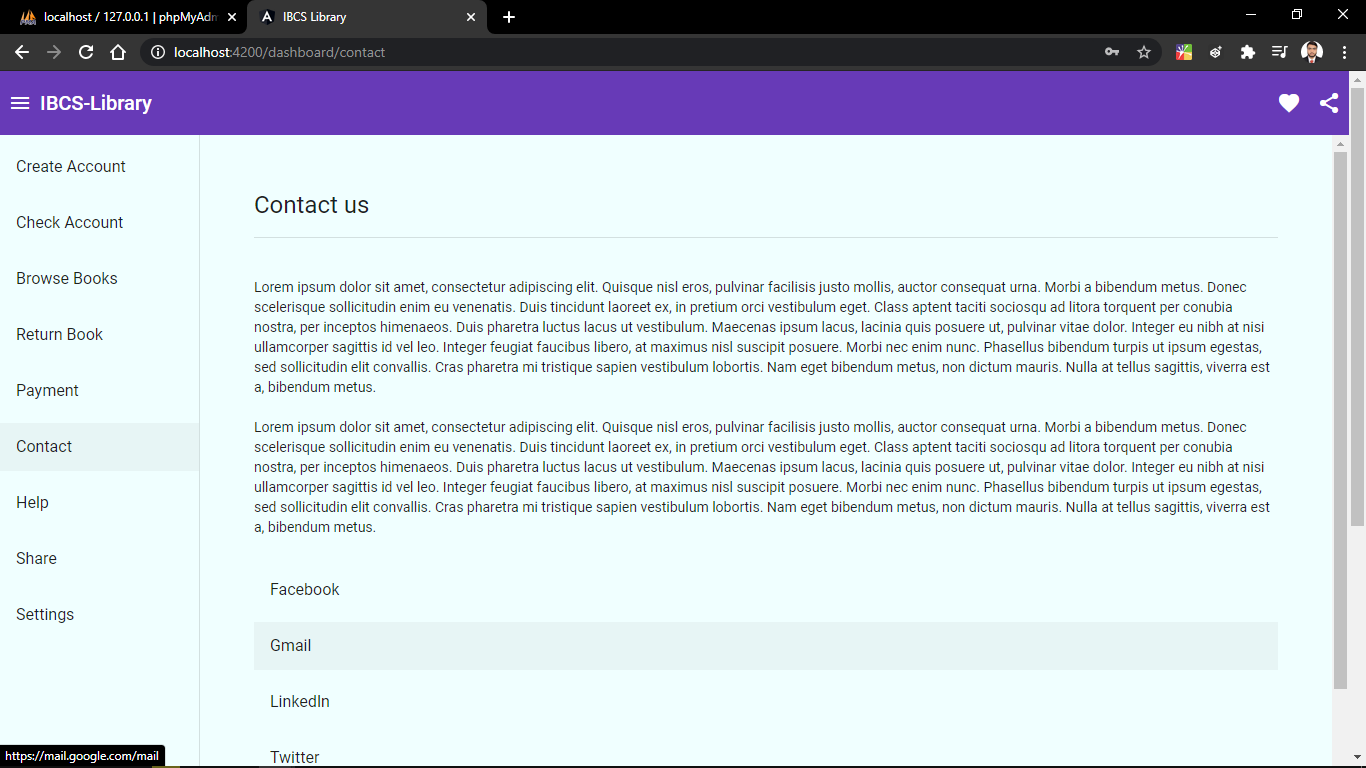 localhost / 127.0.0.1 | phpMyAdm
IBCS Library
localhost:4200/dashboard/contact
IBCS-Library
Create Account
Check Account
Browse Books
Return Book
Payment
Contact
Help
Share
Settings
Contact us
Lorem ipsum dolor sit amet, consectetur adipiscing elit. Quisque nisl eros, pulvinar facilisis justo mollis, auctor consequat urna. Morbi a bibendum metus. Donec
scelerisque sollicitudin enim eu venenatis. Duis tincidunt laoreet ex, in pretium orci vestibulum eget. Class aptent taciti sociosqu ad litora torquent per conubia
nostra, per inceptos himenaeos. Duis pharetra luctus lacus ut vestibulum. Maecenas ipsum lacus, lacinia quis posuere ut, pulvinar vitae dolor. Integer eu nibh at nisi
ullamcorper sagittis id vel leo. Integer feugiat faucibus libero, at maximus nisl suscipit posuere. Morbi nec enim nunc. Phasellus bibendum turpis ut ipsum egestas,
sed sollicitudin elit convallis. Cras pharetra mi tristique sapien vestibulum lobortis. Nam eget bibendum metus, non dictum mauris. Nulla at tellus sagittis, viverra est
a, bibendum metus.
Lorem ipsum dolor sit amet, consectetur adipiscing elit. Quisque nisl eros, pulvinar facilisis justo mollis, auctor consequat urna. Morbi a bibendum metus. Donec
scelerisque sollicitudin enim eu venenatis. Duis tincidunt laoreet ex, in pretium orci vestibulum eget. Class aptent taciti sociosqu ad litora torquent per conubia
nostra, per inceptos himenaeos. Duis pharetra luctus lacus ut vestibulum. Maecenas ipsum lacus, lacinia quis posuere ut, pulvinar vitae dolor. Integer eu nibh at nisi
ullamcorper sagittis id vel leo. Integer feugiat faucibus libero, at maximus nisl suscipit posuere. Morbi nec enim nunc. Phasellus bibendum turpis ut ipsum egestas,
sed sollicitudin elit convallis. Cras pharetra mi tristique sapien vestibulum lobortis. Nam eget bibendum metus, non dictum mauris. Nulla at tellus sagittis, viverra est
a, bibendum metus.
Facebook
Gmail
LinkedIn
Twitter
https://mail.google.com/mail